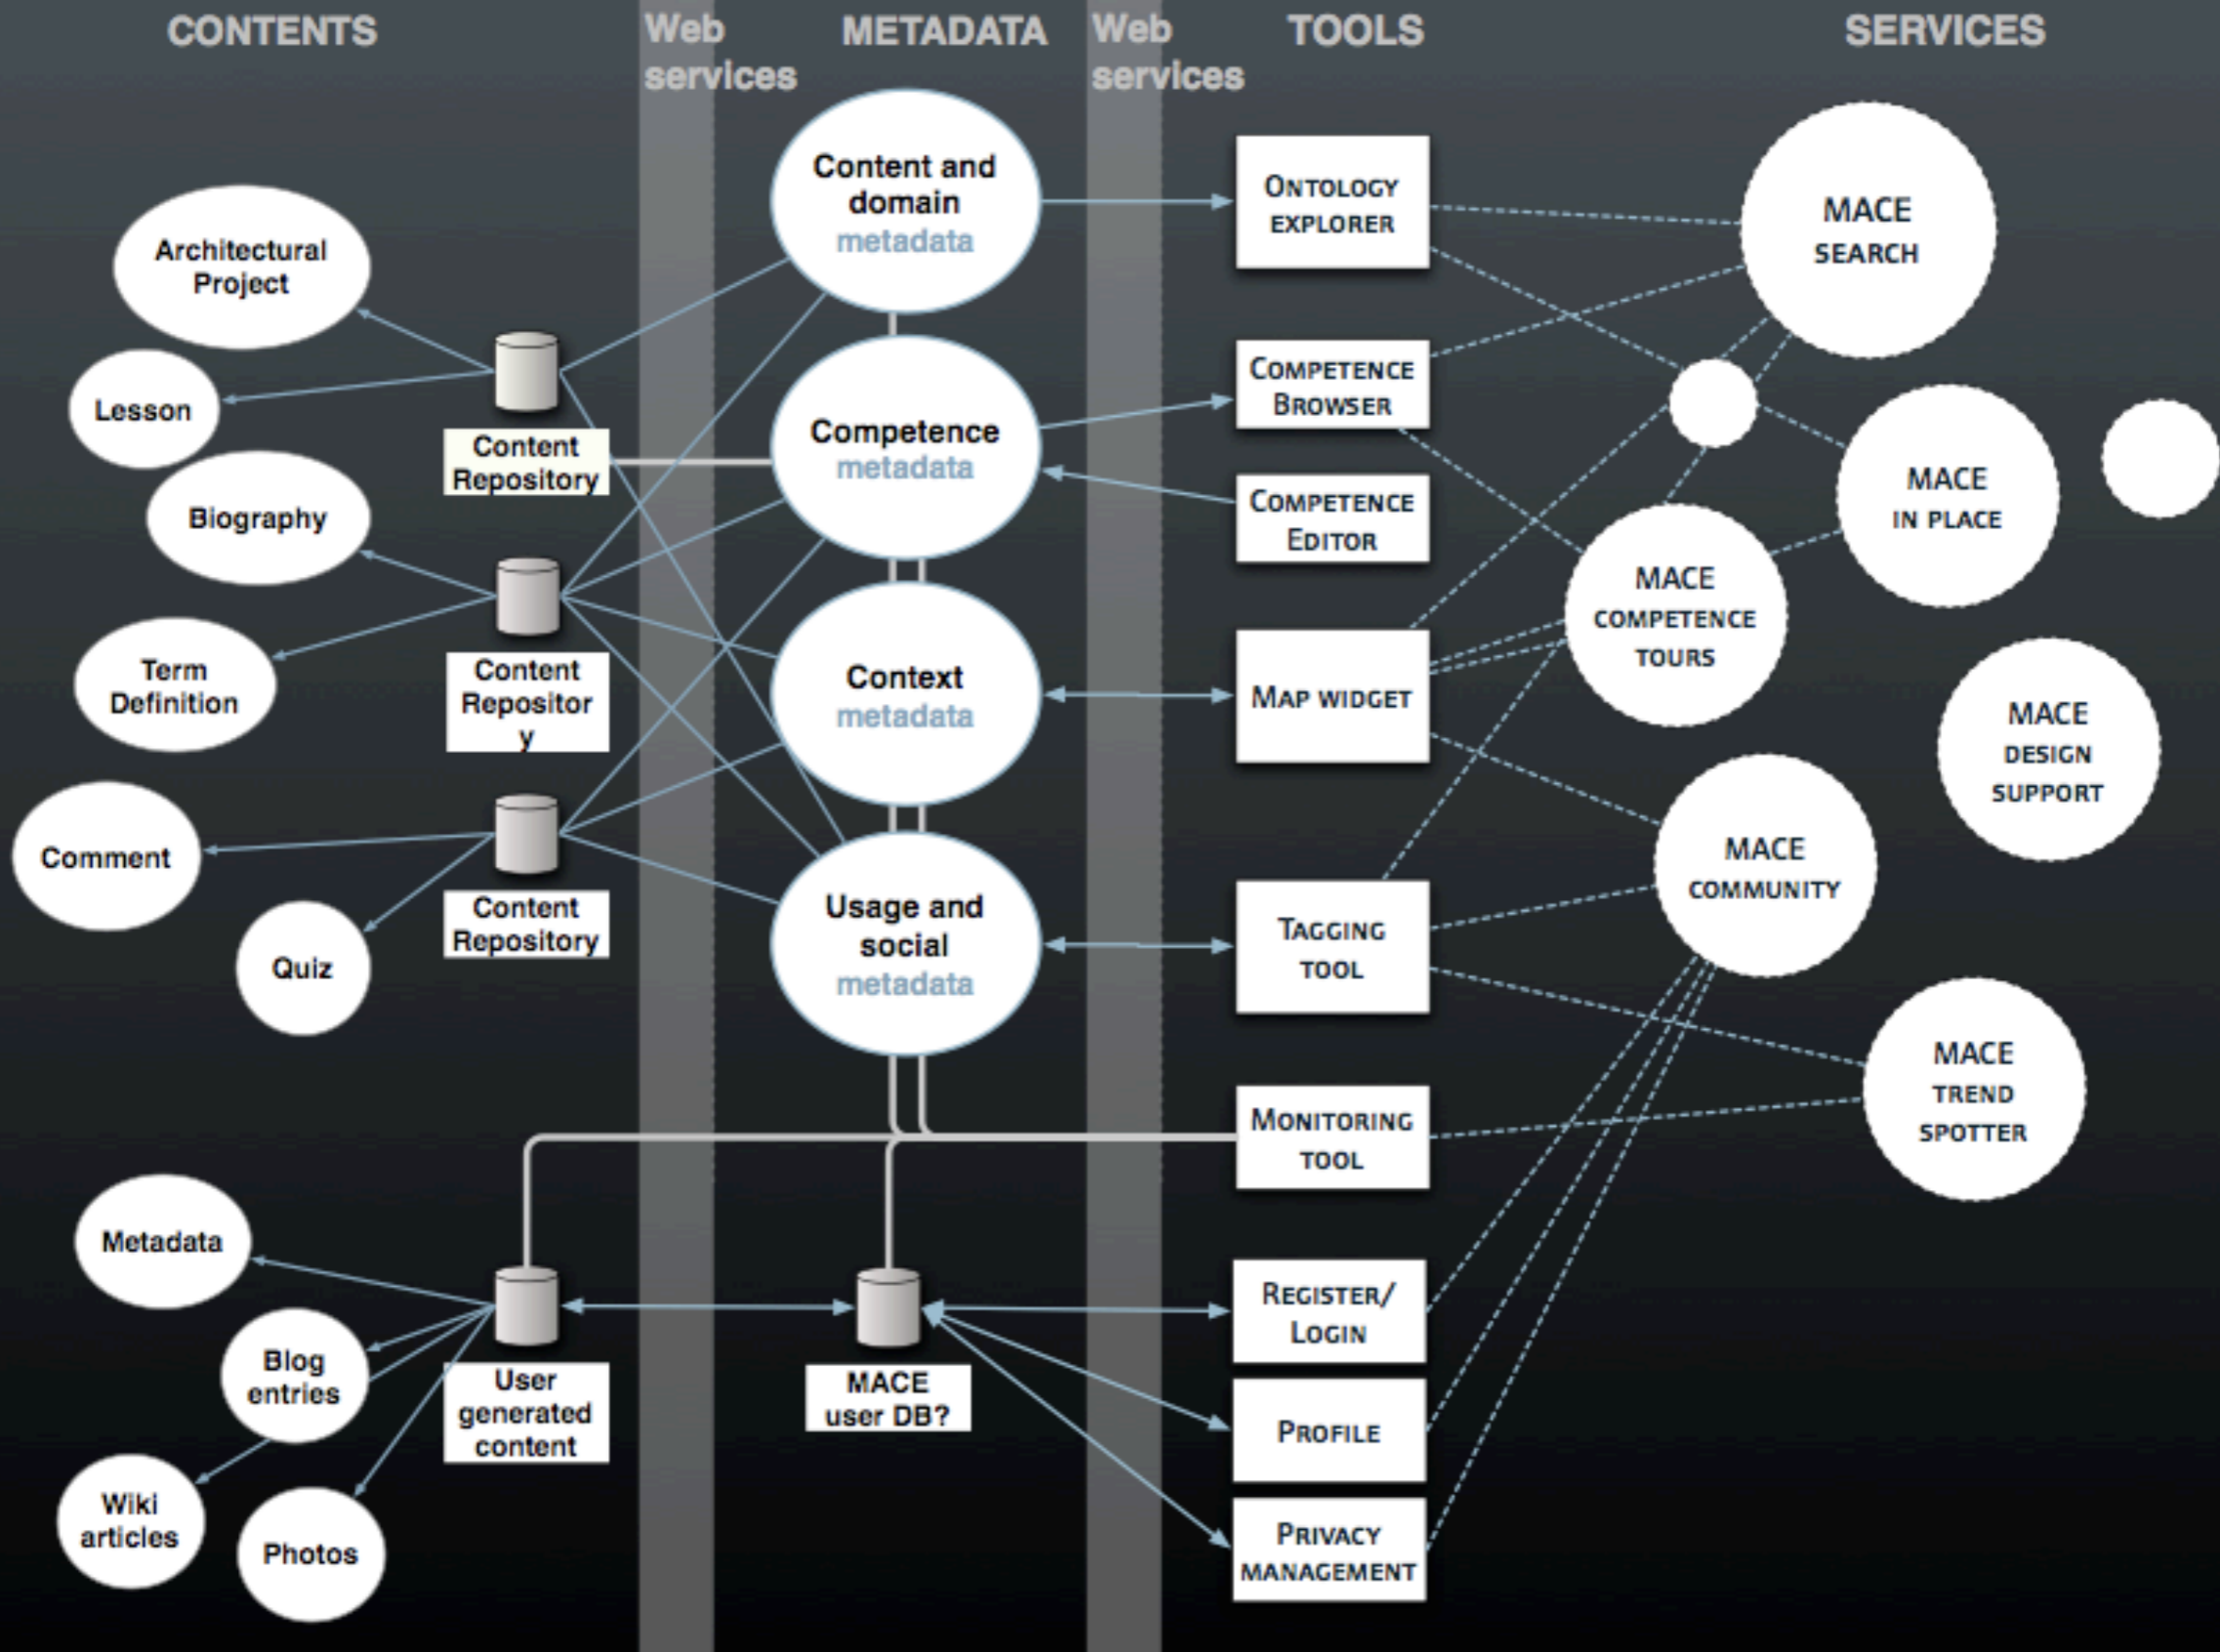 CONTENTS
Web
services
METADATA
Web
services
TOOLS
SERVICES
Architectural
Project
Lesson
Biography
Term
Definition
Comment
Quiz
Metadata
Blog
entries
Wiki
articles
Photos
Content
Repository
Content
Repositor
y
Content
Repository
User
generated
content
Content and
domain
metadata
Competence
metadata
Context
metadata
Usage and
social
metadata
MACE
user DB?
ONTOLOGY
EXPLORER
COMPETENCE
BROWSER
COMPETENCE
EDITOR
MAP WIDGET
TAGGING
TOOL
MONITORING
TOOL
REGISTER/
LOGIN
PROFILE
PRIVACY
MANAGEMENT
MACE
SEARCH
MACE
IN PLACE
MACE
COMPETENCE
TOURS
MACE
DESIGN
SUPPORT
MACE
COMMUNITY
MACE
TREND
SPOTTER